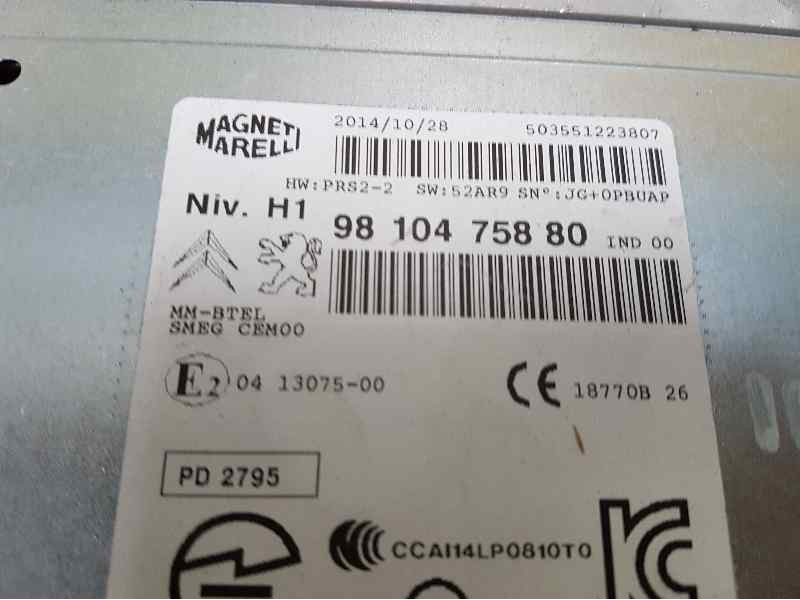 MAGNETI
MARELLI
2014/10/28 503551223807
HW:PRS2-2 SW:52AR9 SN°:JG+0PBUAP
Niv. H1
98 104 758 80 IND 00
MM-BTEL
SMEG CEM00
E2 04 13075-00
CE 18770B 26
PD 2795
CCAI14LP0810T0